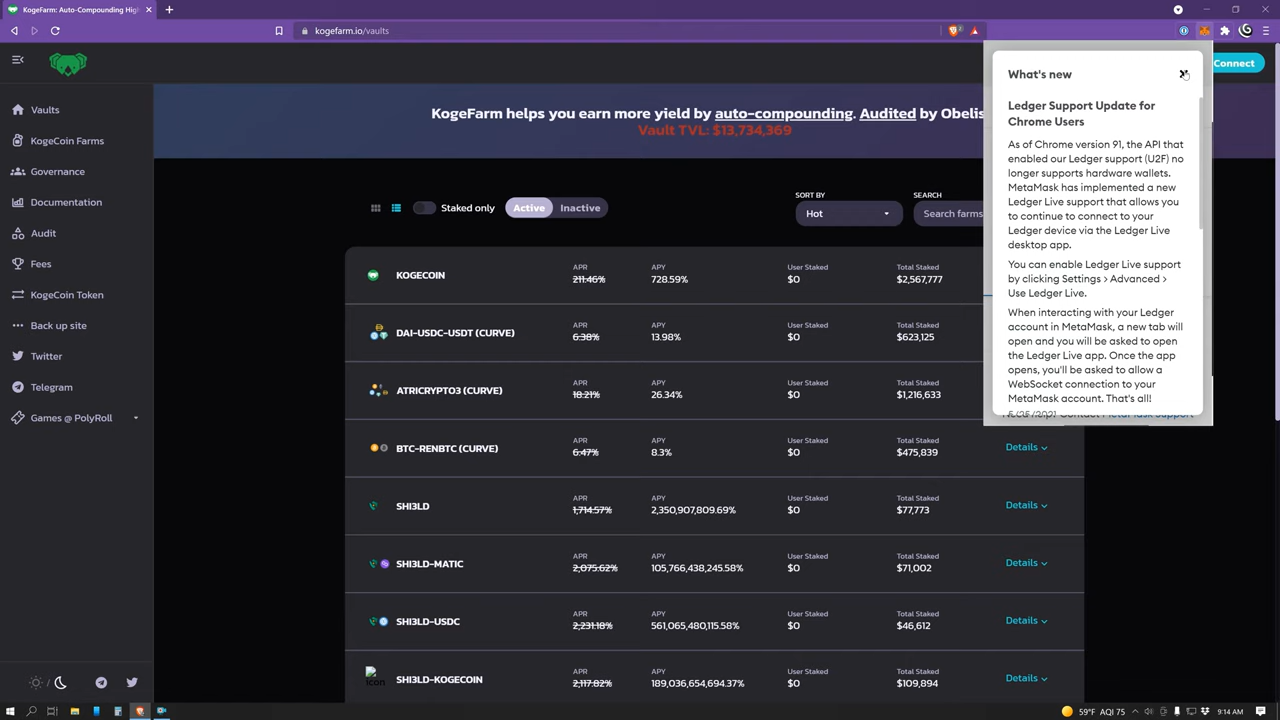 KogeFarm: Auto-Compounding Hig
kogefarm.io/vaults
Connect
Vaults
KogeCoin Farms
Governance
Documentation
Audit
Fees
KogeCoin Token
Back up site
Twitter
Telegram
Games @ PolyRoll
KogeFarm helps you earn more yield by auto-compounding. Audited by Obelis
Vault TVL: $13,734,369
Staked only
Active
Inactive
SORT BY
Hot
SEARCH
Search farms
KOGECOIN
APR
211.46%
APY
728.59%
User Staked
$0
Total Staked
$2,567,777
DAI-USDC-USDT (CURVE)
APR
6.38%
APY
13.98%
User Staked
$0
Total Staked
$623,125
ATRICRYPTO3 (CURVE)
APR
18.21%
APY
26.34%
User Staked
$0
Total Staked
$1,216,633
BTC-RENBTC (CURVE)
APR
6.47%
APY
8.3%
User Staked
$0
Total Staked
$475,839
Details
SHI3LD
APR
1,714.57%
APY
2,350,907,809.69%
User Staked
$0
Total Staked
$77,773
Details
SHI3LD-MATIC
APR
2,075.62%
APY
105,766,438,245.58%
User Staked
$0
Total Staked
$71,002
Details
SHI3LD-USDC
APR
2,231.18%
APY
561,065,480,115.58%
User Staked
$0
Total Staked
$46,612
Details
icon
SHI3LD-KOGECOIN
APR
2,117.82%
APY
189,036,654,694.37%
User Staked
$0
Total Staked
$109,894
Details
What's new
Ledger Support Update for
Chrome Users
As of Chrome version 91, the API that
enabled our Ledger support (U2F) no
longer supports hardware wallets.
MetaMask has implemented a new
Ledger Live support that allows you
to continue to connect to your
Ledger device via the Ledger Live
desktop app.
You can enable Ledger Live support
by clicking Settings > Advanced >
Use Ledger Live.
When interacting with your Ledger
account in MetaMask, a new tab will
open and you will be asked to open
the Ledger Live app. Once the app
opens, you'll be asked to allow a
WebSocket connection to your
MetaMask account. That's all!
Need help? Contact MetaMask Support
59°F AQI 75
9:14 AM